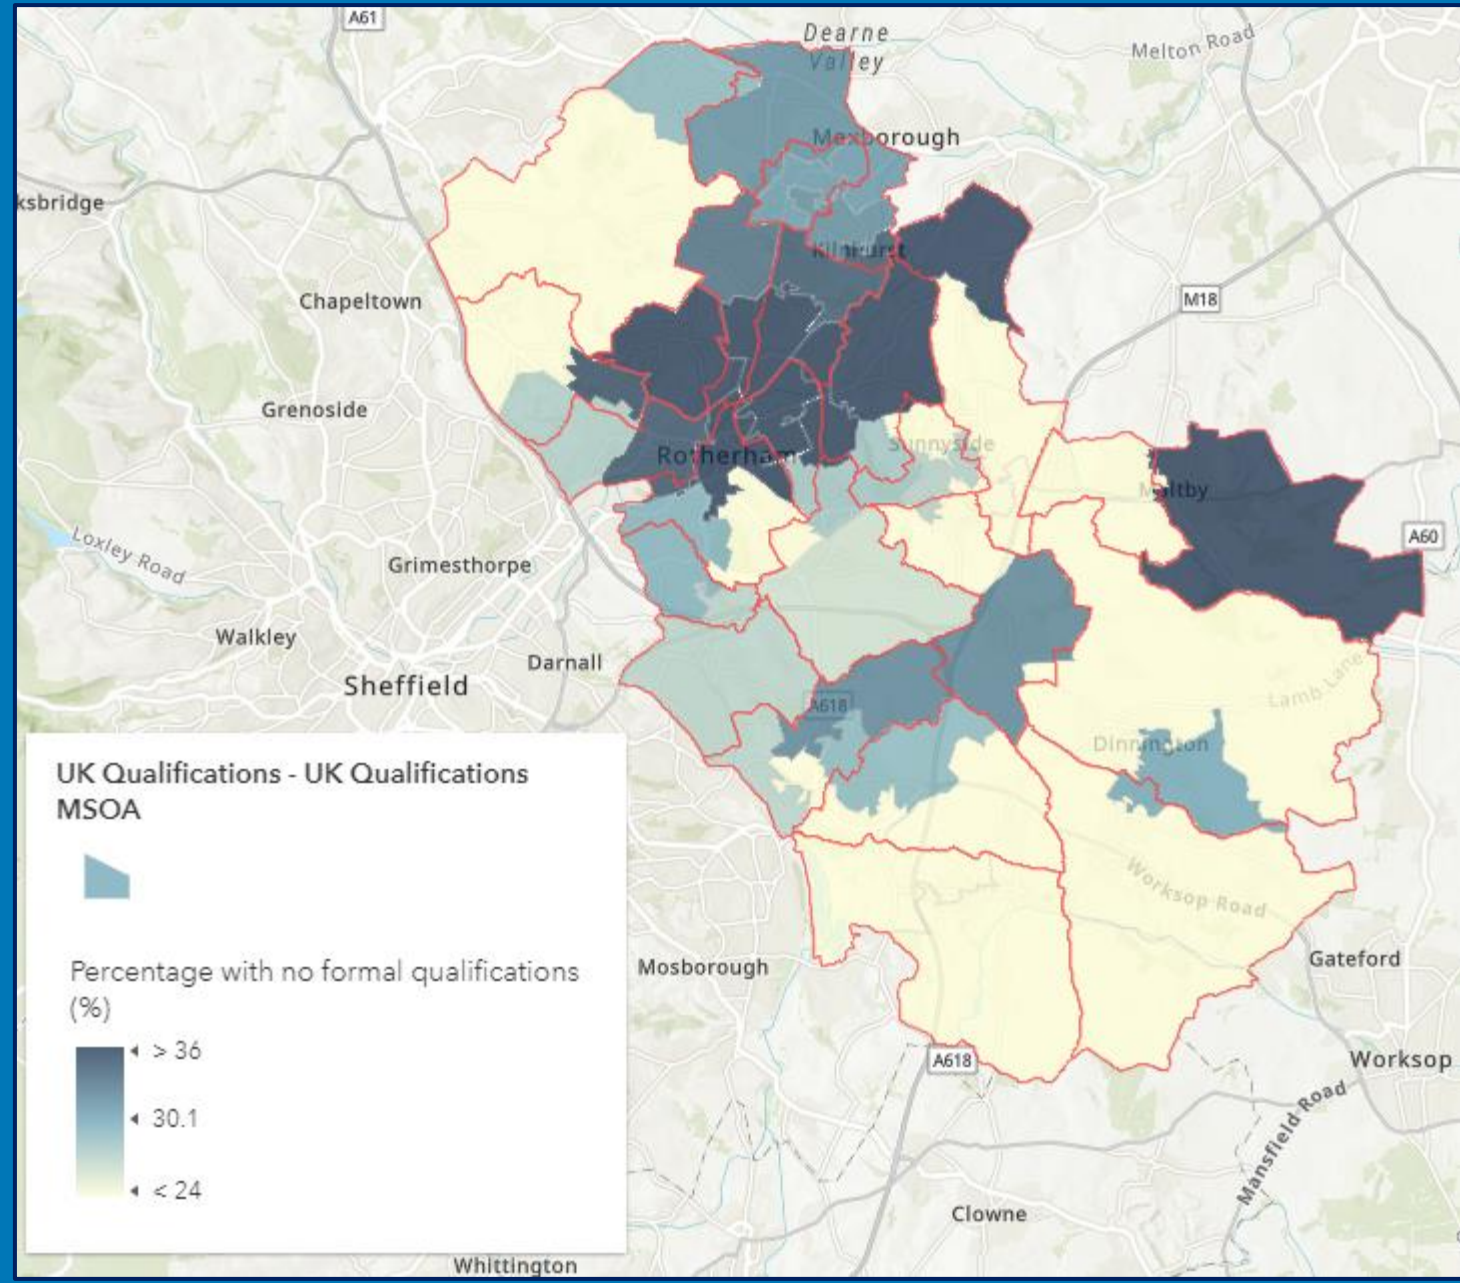 A61
Dearne
Valley
Melton Road
Mexborough
ksbridge
Kilnhurst
Chapeltown
M18
Grenoside
Sunnyside
Rotherham
Maltby
A60
Loxley Road
Grimesthorpe
Walkley
Darnall
Sheffield
Lamb Lane
A618
Dinnington
UK Qualifications - UK Qualifications
MSOA
Percentage with no formal qualifications
(%)
> 36
30.1
< 24
Worksop Road
Mosborough
Gateford
A618
Worksop
Mansfield Road
Clowne
Whittington